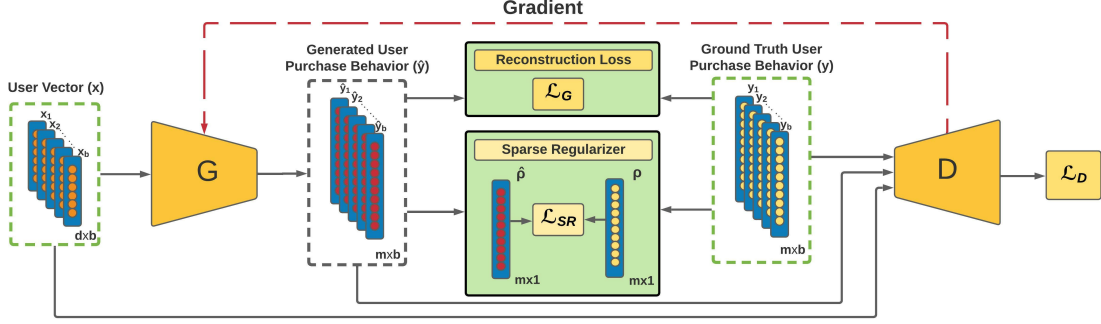 Gradient
User Vector (x)
x1
x2
xb
dxb
G
Generated User
Purchase Behavior (ŷ)
ŷ1
ŷ2
ŷb
mxb
Reconstruction Loss
ℒG
Sparse Regularizer
ρ̂
ρ
ℒSR
mx1
mx1
Ground Truth User
Purchase Behavior (y)
y1
y2
yb
mxb
D
ℒD